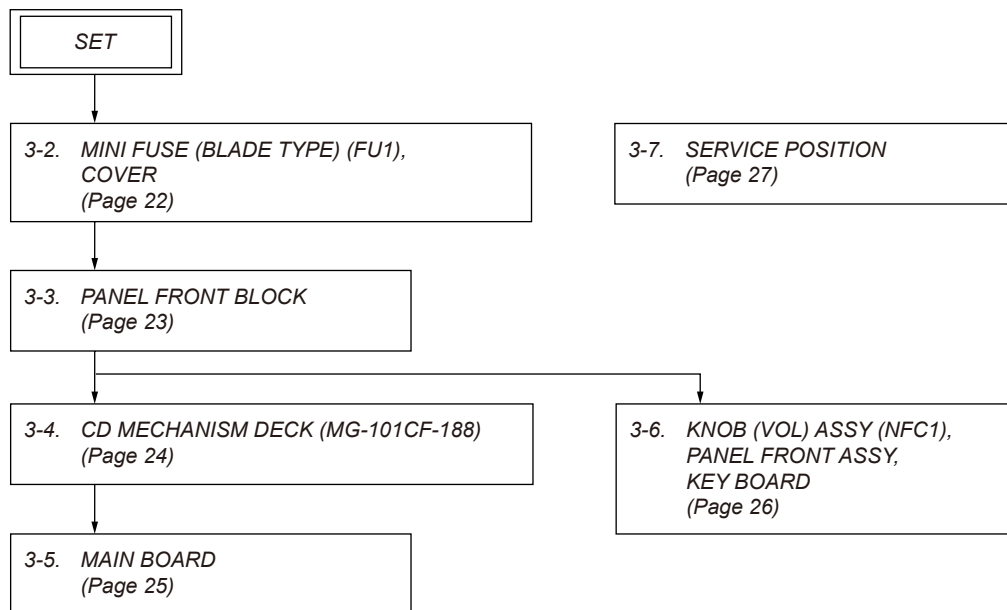 SET
3-2. MINI FUSE (BLADE TYPE) (FU1),
COVER
(Page 22)
3-7. SERVICE POSITION
(Page 27)
3-3. PANEL FRONT BLOCK
(Page 23)
3-4. CD MECHANISM DECK (MG-101CF-188)
(Page 24)
3-6. KNOB (VOL) ASSY (NFC1),
PANEL FRONT ASSY,
KEY BOARD
(Page 26)
3-5. MAIN BOARD
(Page 25)